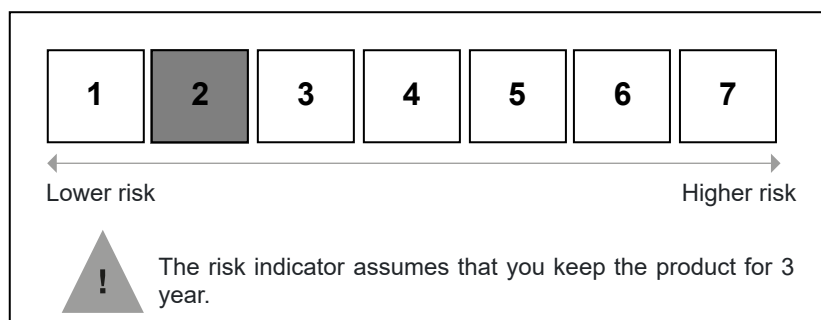 1 2 3 4 5 6 7
Lower risk Higher risk
! The risk indicator assumes that you keep the product for 3
year.